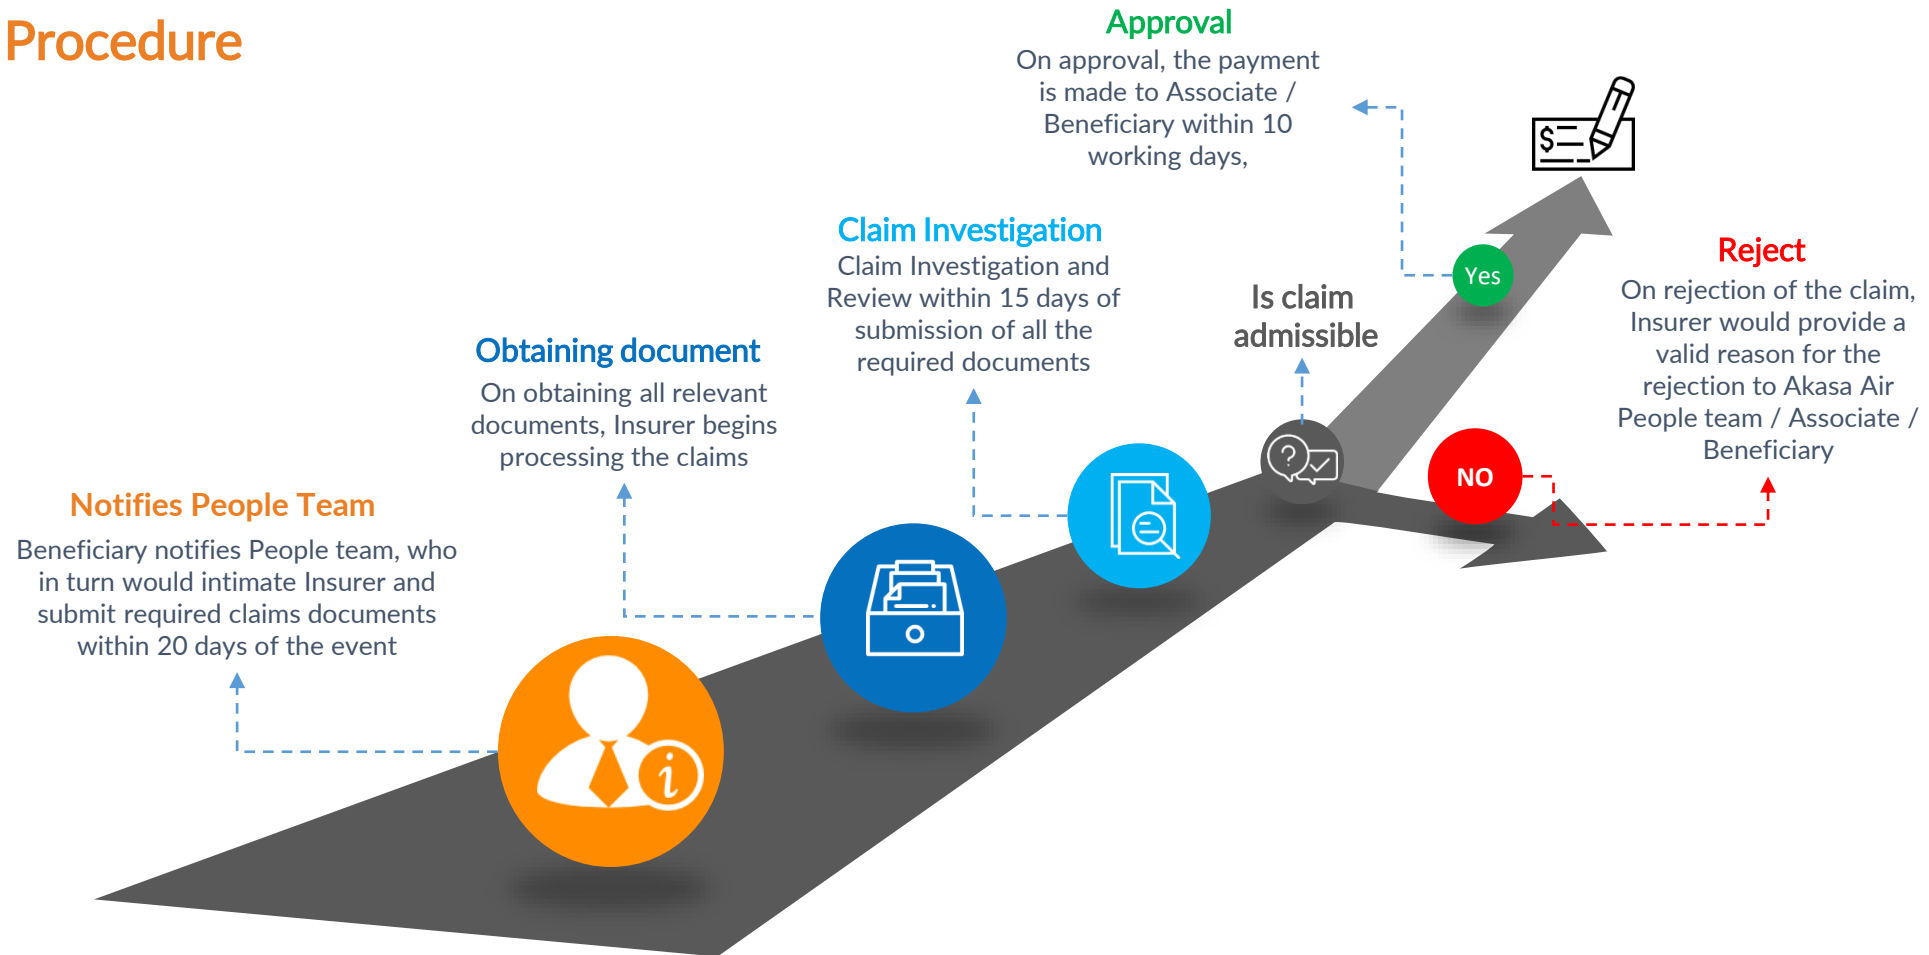 Procedure
Notifies People Team
Beneficiary notifies People team, who
in turn would intimate Insurer and
submit required claims documents
within 20 days of the event
Obtaining document
On obtaining all relevant
documents, Insurer begins
processing the claims
Claim Investigation
Claim Investigation and
Review within 15 days of
submission of all the
required documents
Is claim
admissible
Approval
On approval, the payment
is made to Associate /
Beneficiary within 10
working days,
Yes
$
?
i
NO
Reject
On rejection of the claim,
Insurer would provide a
valid reason for the
rejection to Akasa Air
People team / Associate /
Beneficiary